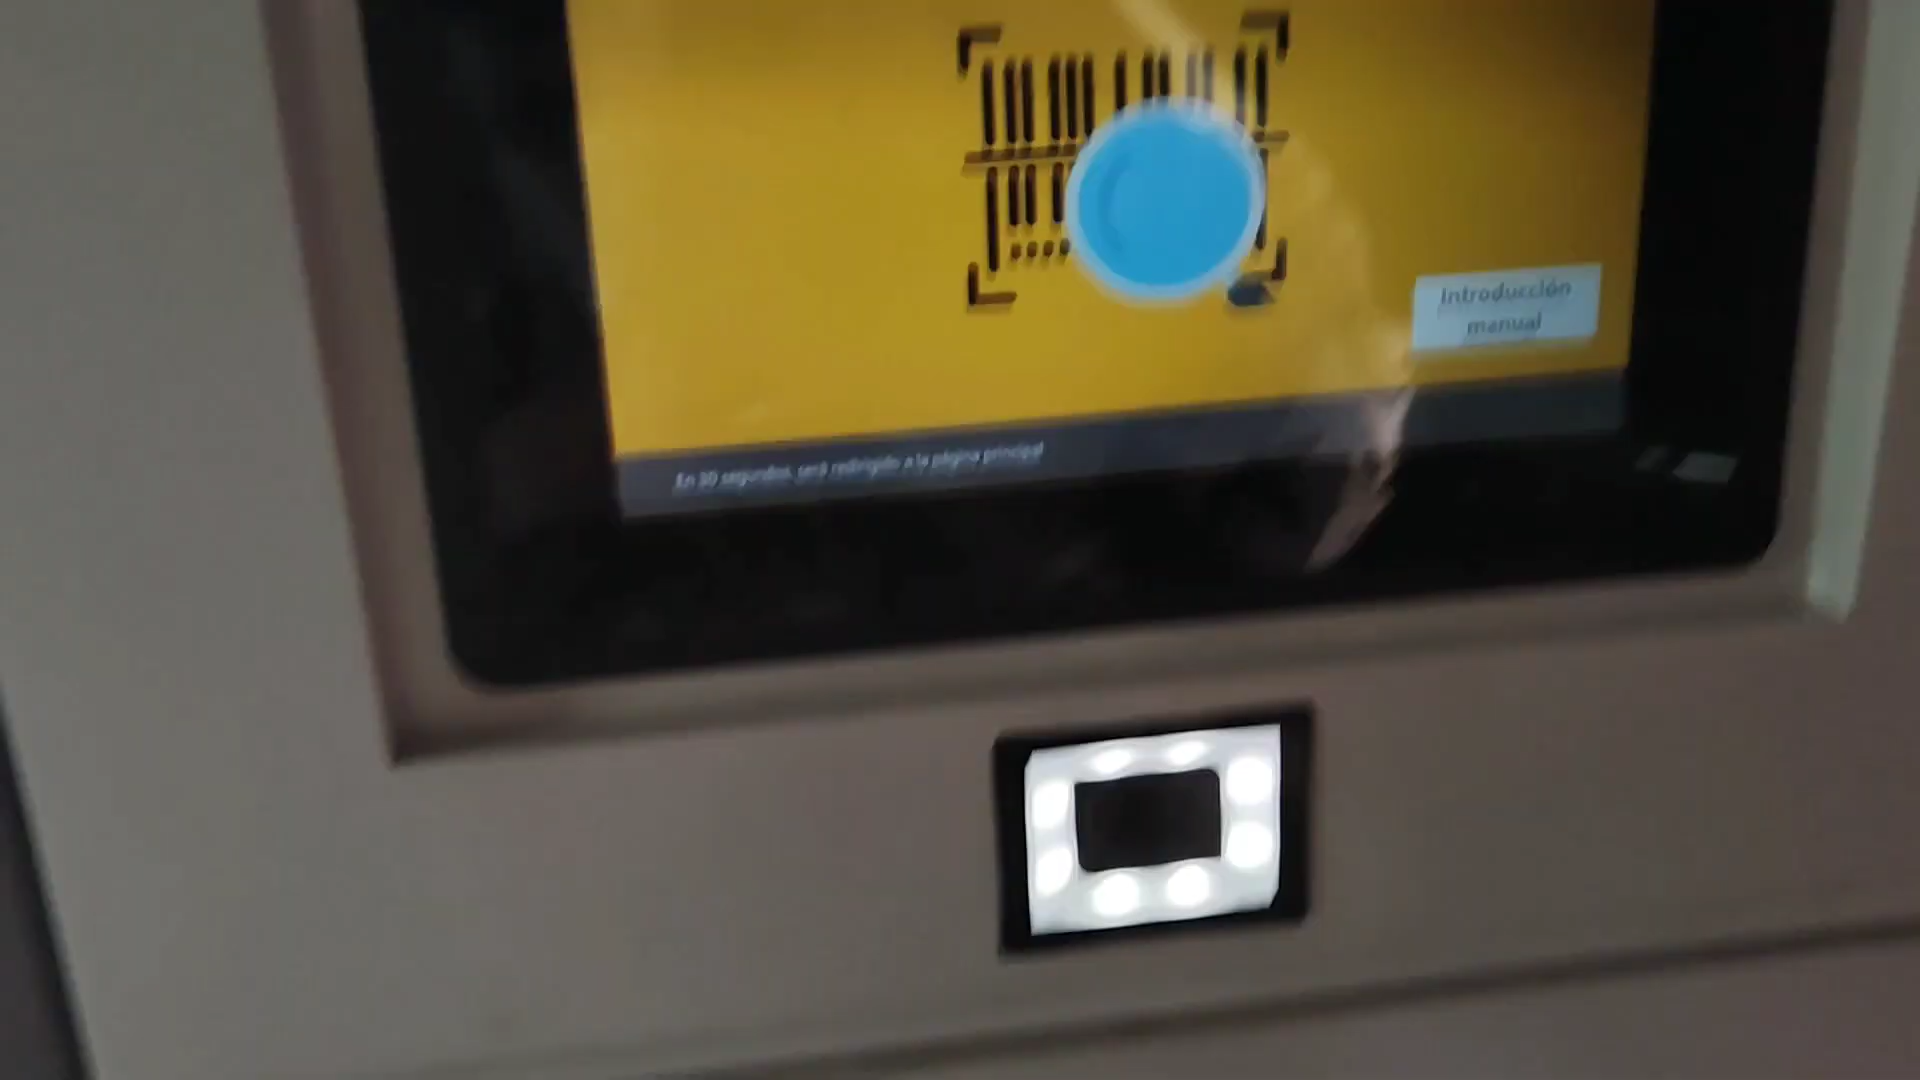 Introducción
manual
En 30 segundos, será redirigido a la página principal